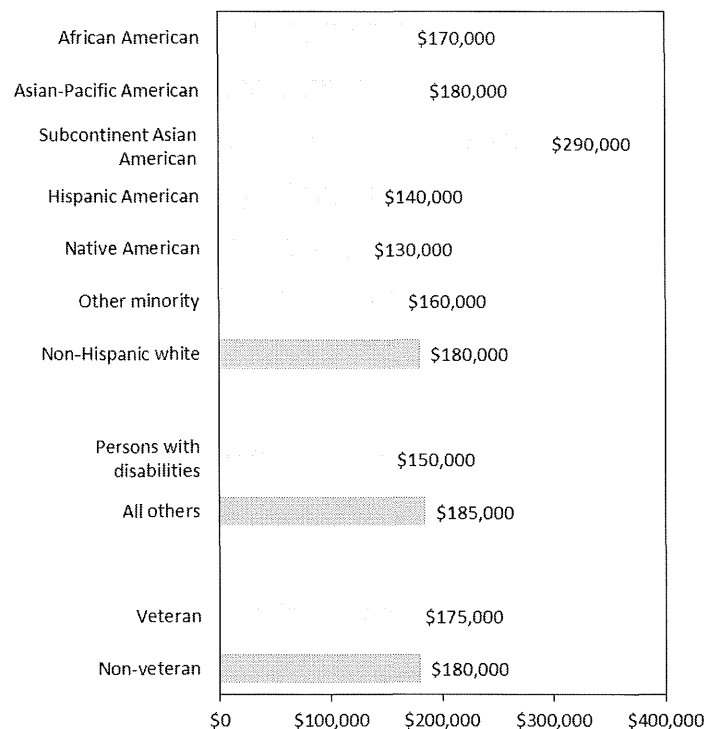 African American $170,000
Asian-Pacific American $180,000
Subcontinent Asian
American
$290,000
Hispanic American $140,000
Native American $130,000
Other minority $160,000
Non-Hispanic white $180,000
Persons with
disabilities
$150,000
All others $185,000
Veteran $175,000
Non-veteran $180,000
$0 $100,000 $200,000 $300,000 $400,000